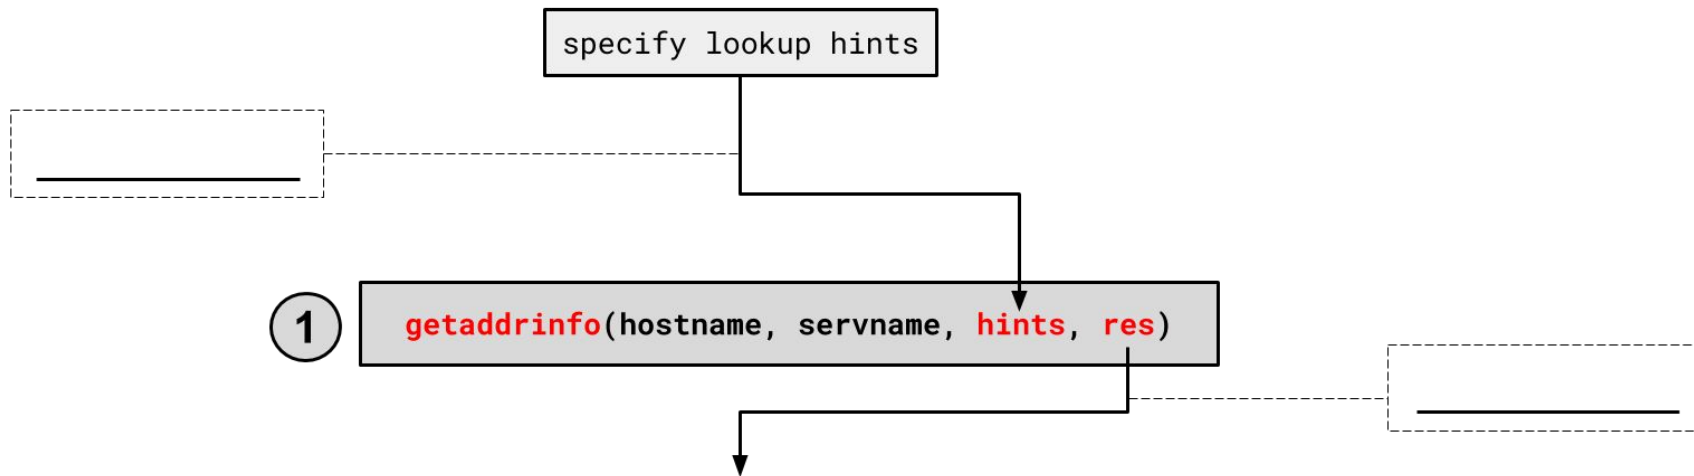 specify lookup hints
1
getaddrinfo(hostname, servname, hints, res)